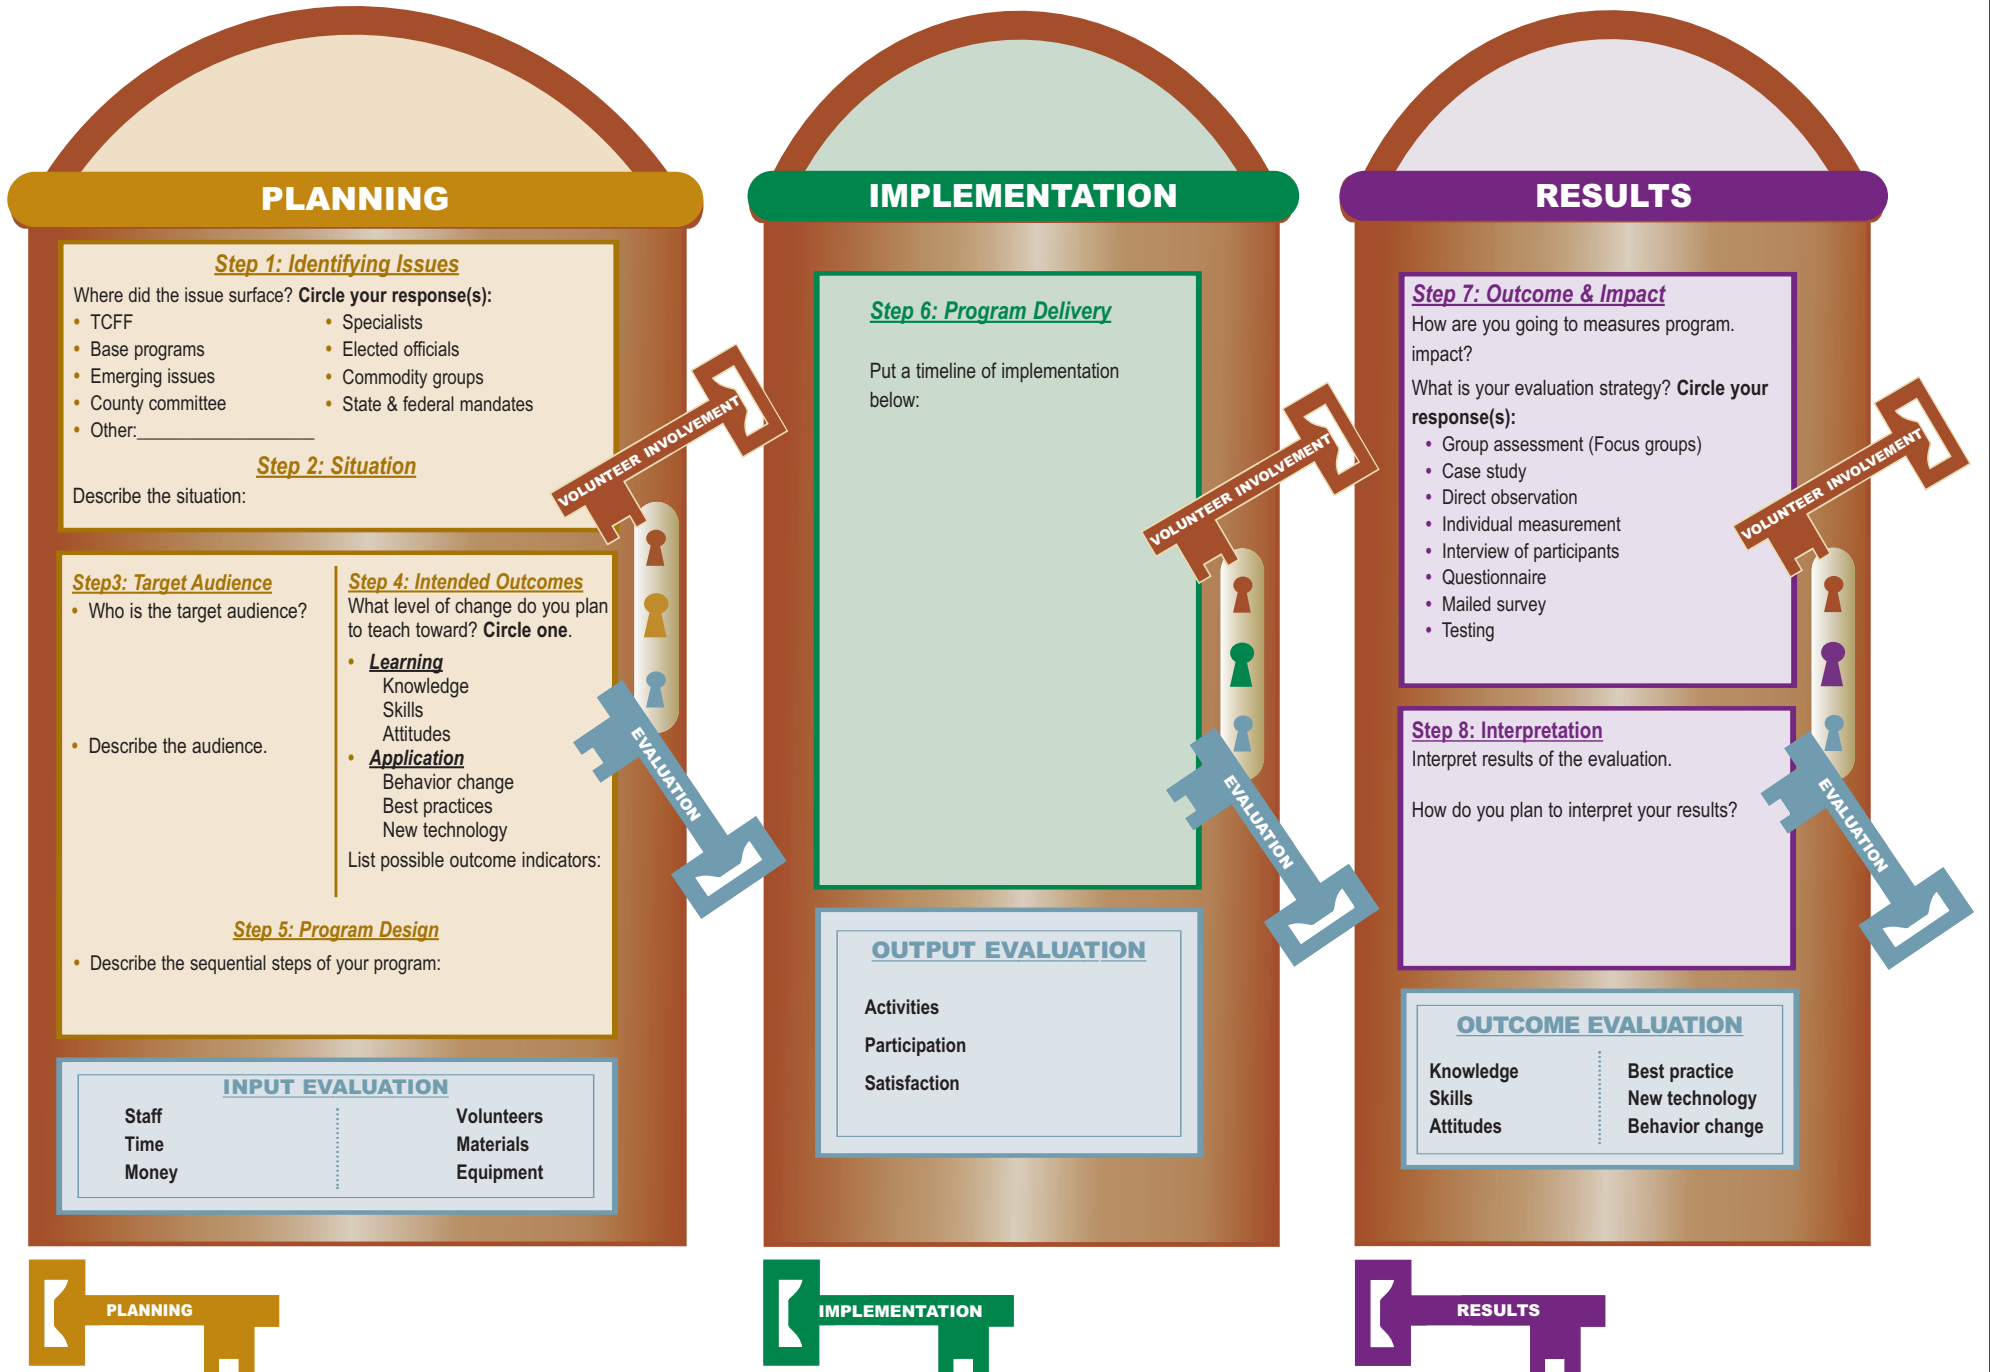 PLANNING
Step 1: Identifying Issues
Where did the issue surface? Circle your response(s):
• TCFF
• Base programs
• Emerging issues
• County committee
• Other:___________________
• Specialists
• Elected officials
• Commodity groups
• State & federal mandates
Step 2: Situation
Describe the situation:
Step3: Target Audience
• Who is the target audience?
• Describe the audience.
Step 4: Intended Outcomes
What level of change do you plan
to teach toward? Circle one.
• Learning
Knowledge
Skills
Attitudes
• Application
Behavior change
Best practices
New technology
List possible outcome indicators:
Step 5: Program Design
• Describe the sequential steps of your program:
INPUT EVALUATION
Staff
Time
Money
Volunteers
Materials
Equipment
VOLUNTEER INVOLVEMENT
EVALUATION
PLANNING
IMPLEMENTATION
Step 6: Program Delivery
Put a timeline of implementation
below:
OUTPUT EVALUATION
Activities
Participation
Satisfaction
VOLUNTEER INVOLVEMENT
EVALUATION
IMPLEMENTATION
RESULTS
Step 7: Outcome & Impact
How are you going to measures program.
impact?
What is your evaluation strategy? Circle your
response(s):
• Group assessment (Focus groups)
• Case study
• Direct observation
• Individual measurement
• Interview of participants
• Questionnaire
• Mailed survey
• Testing
Step 8: Interpretation
Interpret results of the evaluation.
How do you plan to interpret your results?
OUTCOME EVALUATION
Knowledge
Skills
Attitudes
Best practice
New technology
Behavior change
VOLUNTEER INVOLVEMENT
EVALUATION
RESULTS